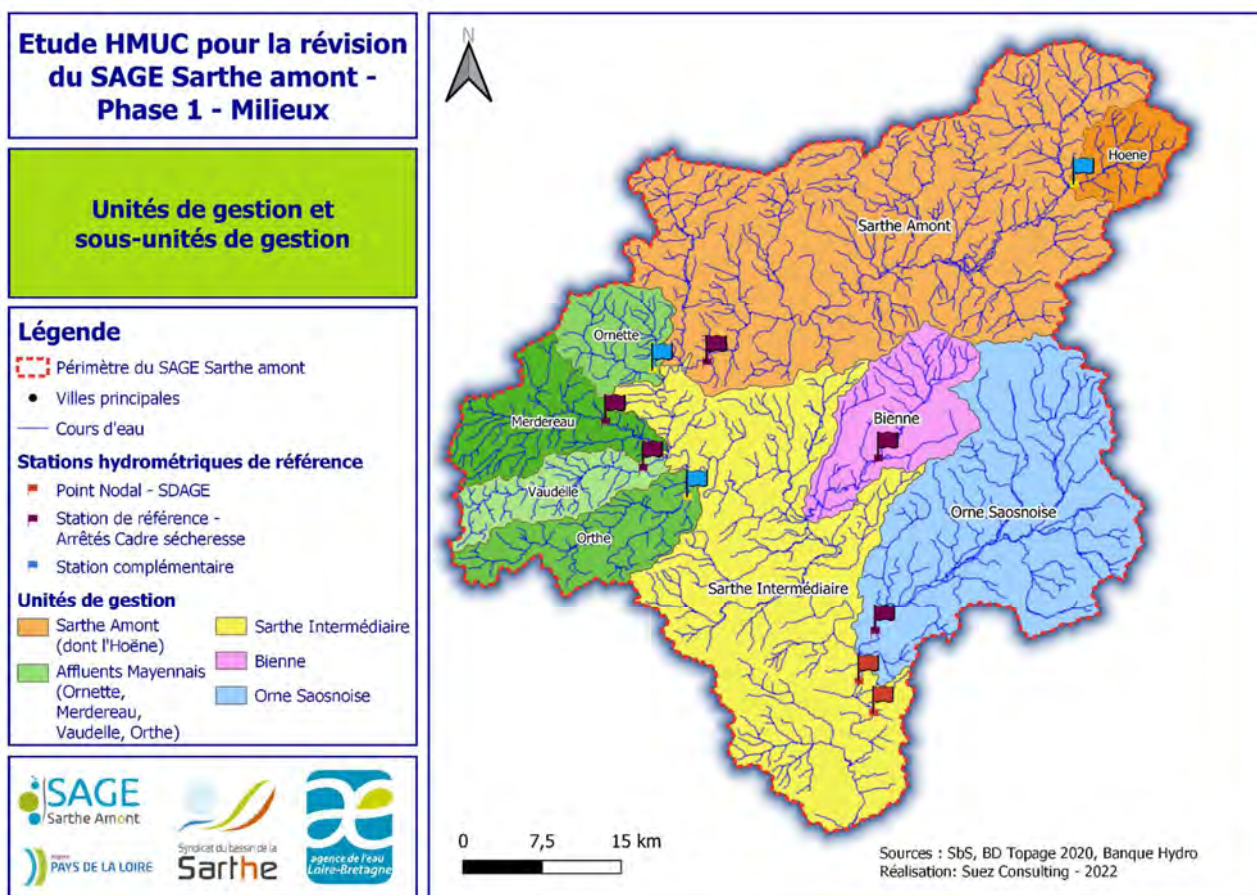 Etude HMUC pour la révision
du SAGE Sarthe amont -
Phase 1 - Milieux
Unités de gestion et
sous-unités de gestion
Légende
Périmètre du SAGE Sarthe amont
Villes principales
Cours d'eau
Stations hydrométriques de référence
Point Nodal - SDAGE
Station de référence -
Arrêtés Cadre sécheresse
Station complémentaire
Unités de gestion
Sarthe Amont
(dont l'Hoëne)
Affluents Mayennais
(Ornette,
Merdereau,
Vaudelle, Orthe)
Sarthe Intermédiaire
Bienne
Orne Saosnoise
SAGE
Sarthe Amont
Région
PAYS DE LA LOIRE
Syndicat du bassin de la
Sarthe
ae
agence de l'eau
Loire-Bretagne
N
Hoëne
Sarthe Amont
Ornette
Merdereau
Bienne
Vaudelle
Orne Saosnoise
Orthe
Sarthe Intermédiaire
0 7,5 15 km
Sources : SbS, BD Topage 2020, Banque Hydro
Réalisation: Suez Consulting - 2022